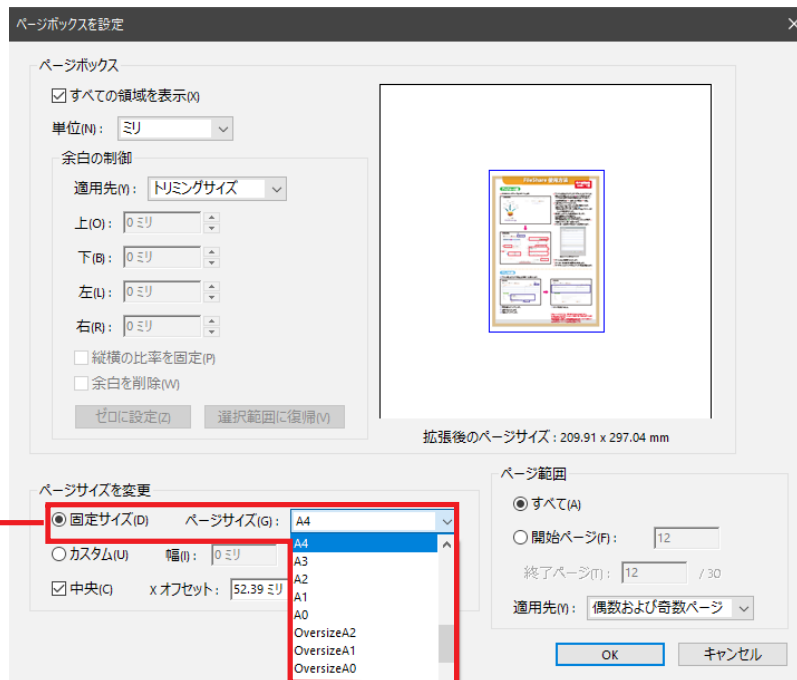 ページボックスを設定
ページボックス
すべての領域を表示(X)
単位(N): ミリ
余白の制御
適用先(Y): トリミングサイズ
上(O): 0 ミリ
下(B): 0 ミリ
左(L): 0 ミリ
右(R): 0 ミリ
縦横の比率を固定(P)
余白を削除(W)
ゼロに設定(Z) 選択範囲に復帰(V)
拡張後のページサイズ : 209.91 x 297.04 mm
ページサイズを変更
固定サイズ(D) ページサイズ(G): A4
カスタム(U) 幅(I): 0 ミリ
中央(C) X オフセット: 52.39 ミリ
A4
A3
A2
A1
A0
OversizeA2
OversizeA1
OversizeA0
ページ範囲
すべて(A)
開始ページ(F): 12
終了ページ(T): 12 / 30
適用先(Y): 偶数および奇数ページ
OK キャンセル